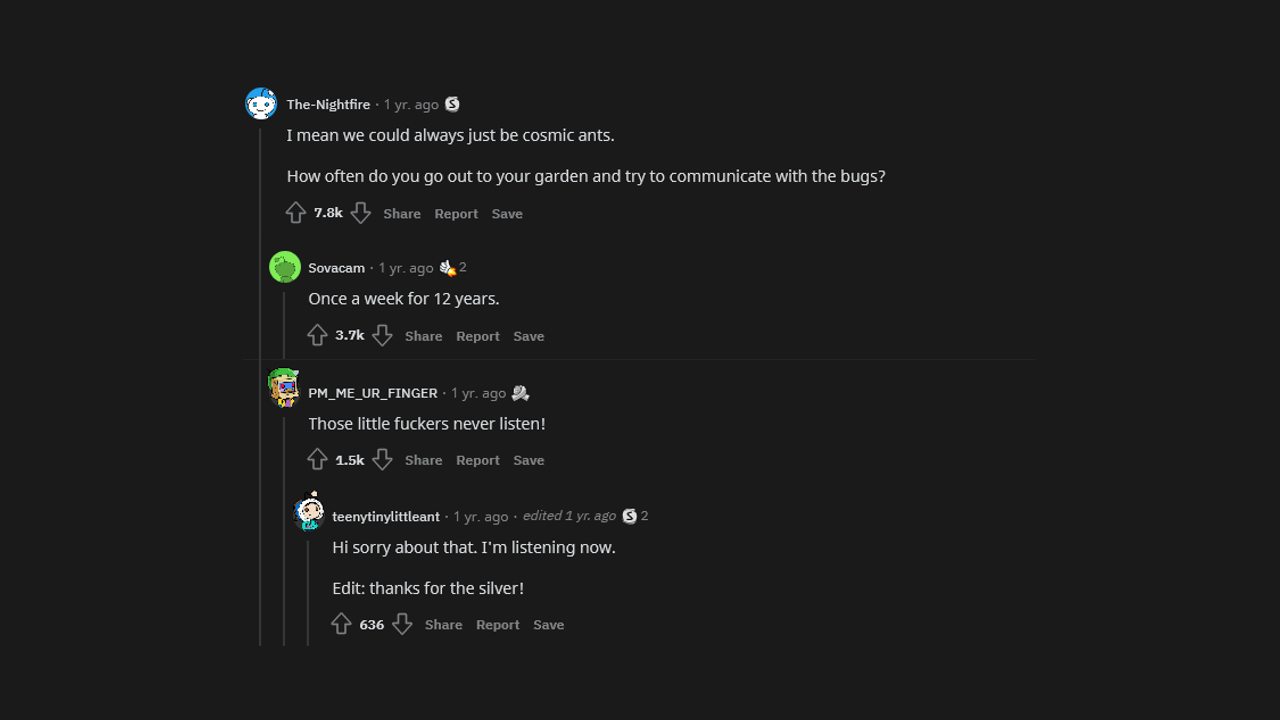 The-Nightfire · 1 yr. ago S
I mean we could always just be cosmic ants.
How often do you go out to your garden and try to communicate with the bugs?
7.8k Share Report Save
Sovacam · 1 yr. ago 2
Once a week for 12 years.
3.7k Share Report Save
PM_ME_UR_FINGER · 1 yr. ago
Those little fuckers never listen!
1.5k Share Report Save
teenytinylittleant · 1 yr. ago · edited 1 yr. ago S 2
Hi sorry about that. I'm listening now.
Edit: thanks for the silver!
636 Share Report Save